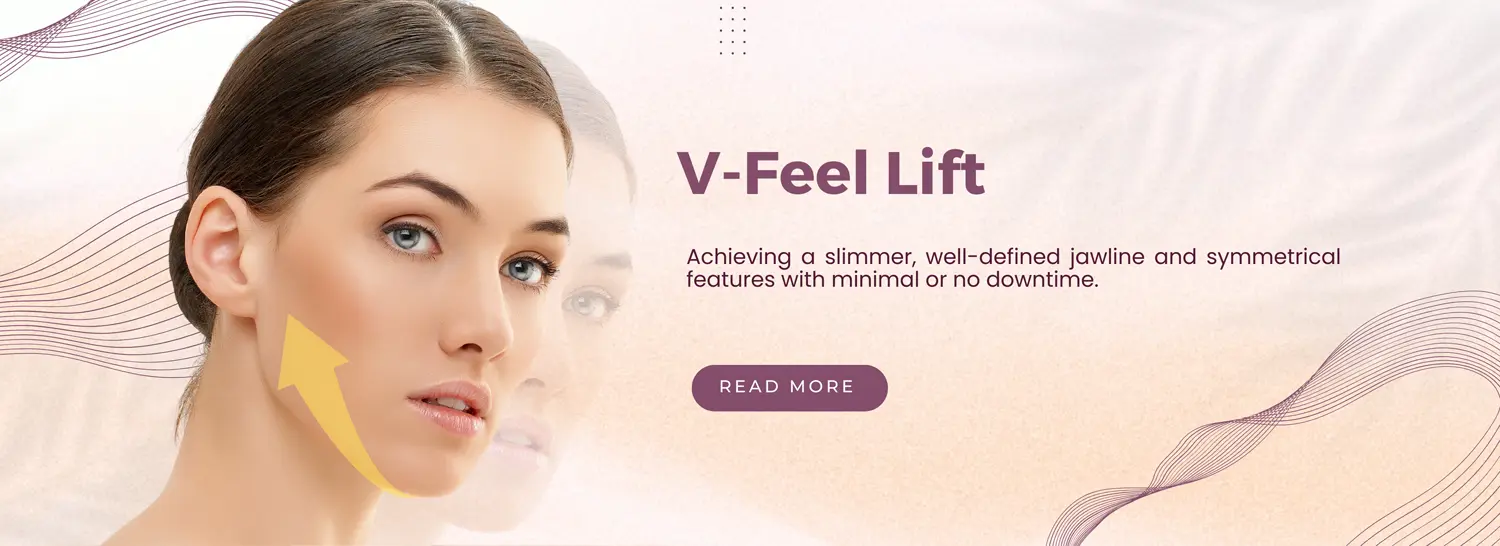 V-Feel Lift
Achieving a slimmer, well-defined jawline and symmetrical
features with minimal or no downtime.
READ MORE